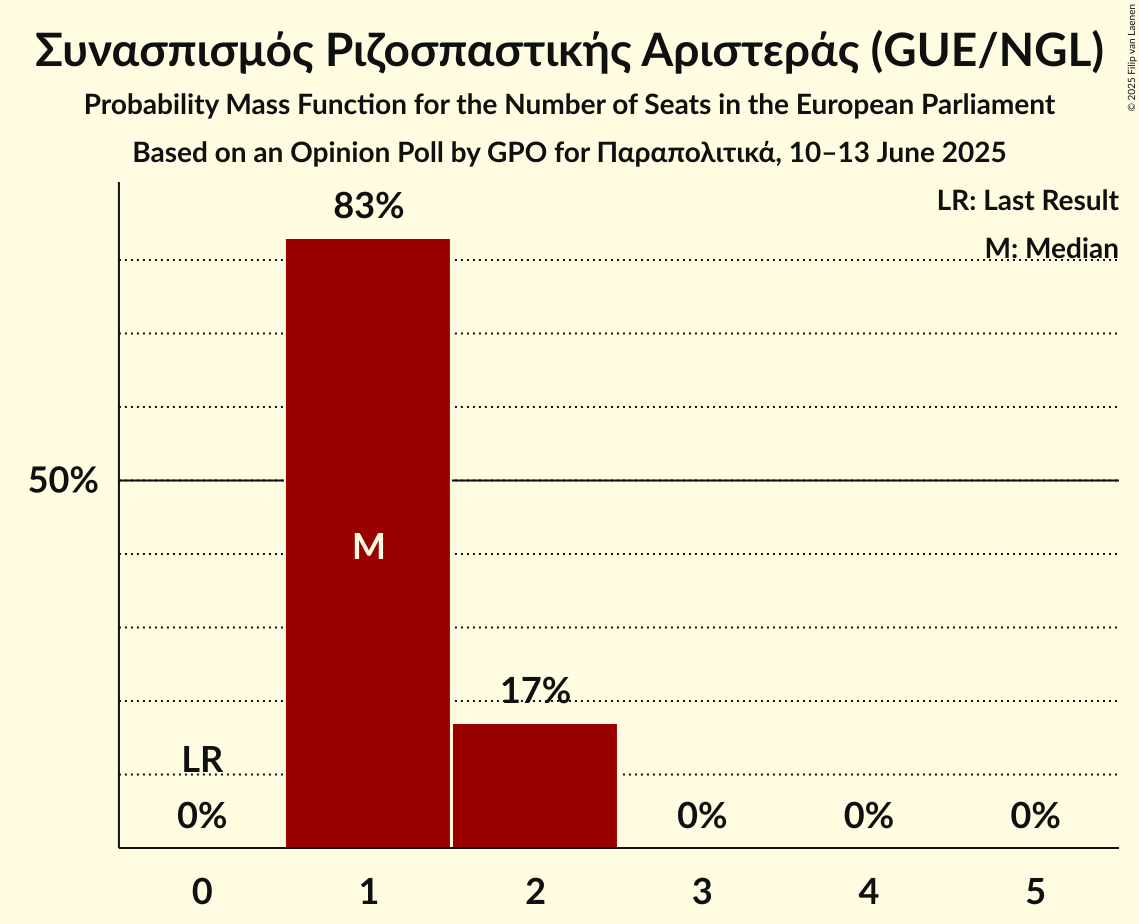 Συνασπισμός Ριζοσπαστικής Αριστεράς (GUE/NGL)
Probability Mass Function for the Number of Seats in the European Parliament
Based on an Opinion Poll by GPO for Παραπολιτικά, 10–13 June 2025
© 2025 Filip van Laenen
LR: Last Result
M: Median
83%
50%
M
17%
LR
0%
0%
0%
0%
0
1
2
3
4
5